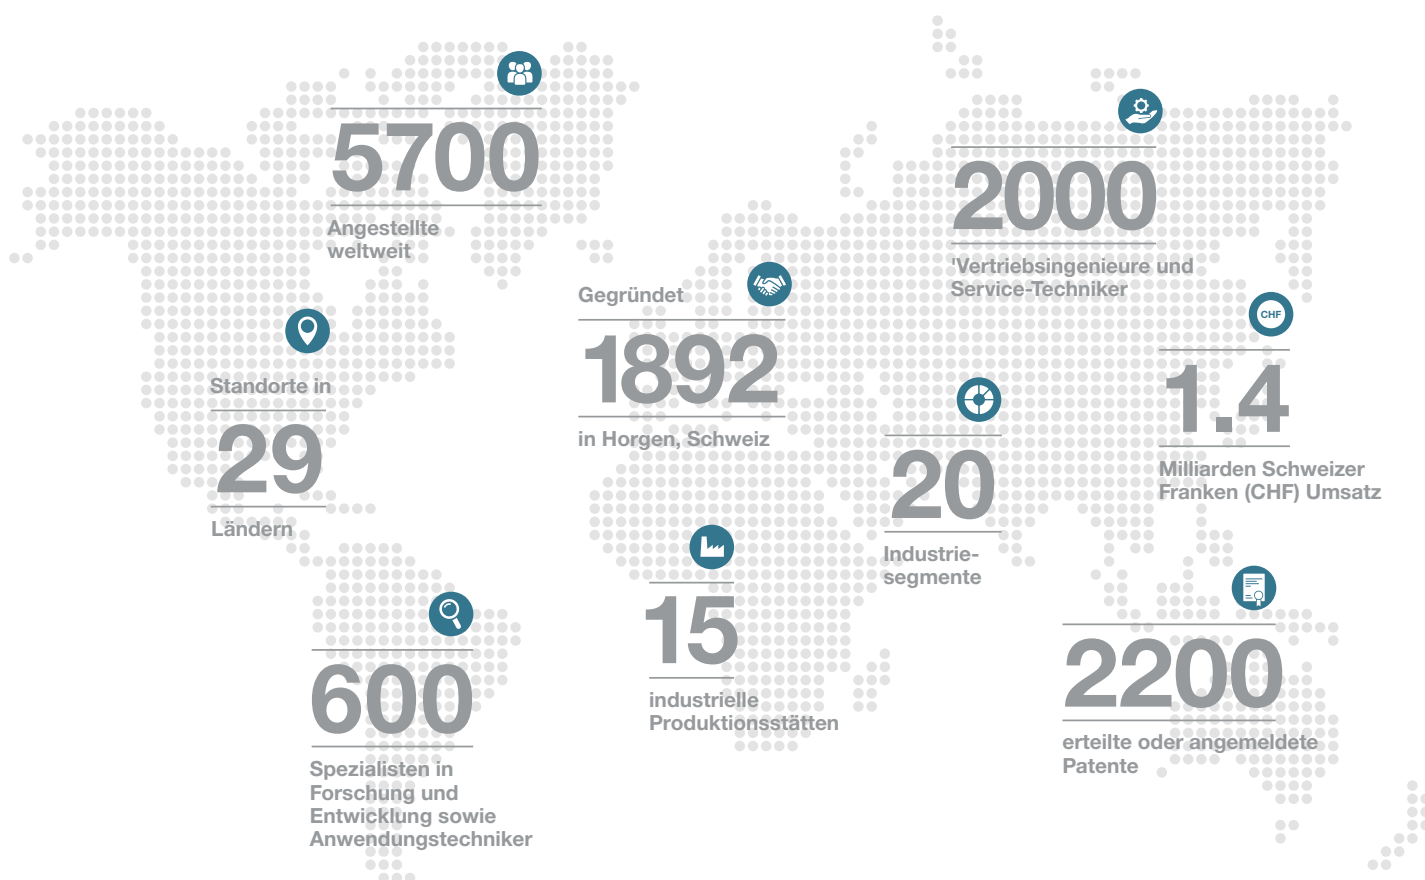 5700
Angestellte
weltweit
2000
'Vertriebsingenieure und
Service-Techniker
Gegründet
1892
in Horgen, Schweiz
CHF
1.4
Milliarden Schweizer
Franken (CHF) Umsatz
Standorte in
29
Ländern
20
Industrie-
segmente
15
industrielle
Produktionsstätten
600
Spezialisten in
Forschung und
Entwicklung sowie
Anwendungstechniker
2200
erteilte oder angemeldete
Patente